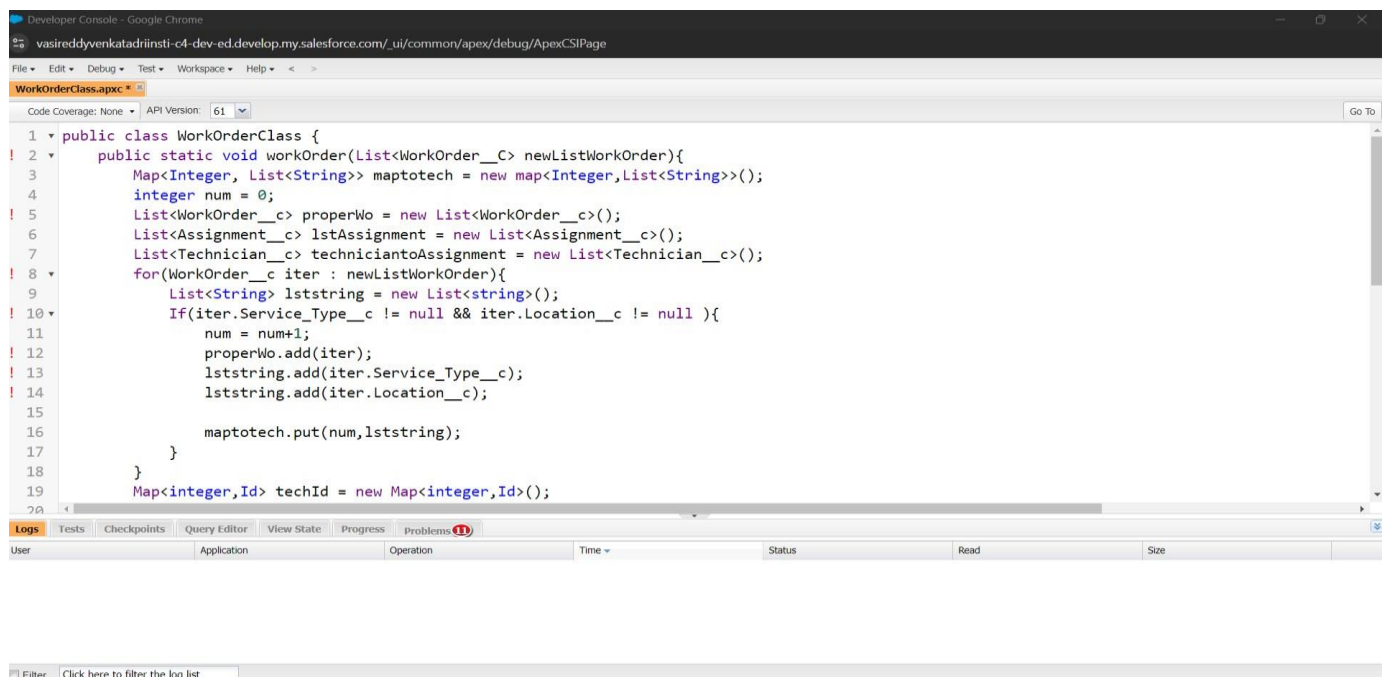 Developer Console - Google Chrome
vasireddyvenkatadriinsti-c4-dev-ed.develop.my.salesforce.com/_ui/common/apex/debug/ApexCSIPage
File Edit Debug Test Workspace Help < >
WorkOrderClass.apxc *
Code Coverage: None API Version: 61 Go To
1 public class WorkOrderClass {
! 2 public static void workOrder(List<WorkOrder__C> newListWorkOrder){
3 Map<Integer, List<String>> maptotech = new map<Integer,List<String>>();
4 integer num = 0;
! 5 List<WorkOrder__c> properWo = new List<WorkOrder__c>();
6 List<Assignment__c> lstAssignment = new List<Assignment__c>();
7 List<Technician__c> techniciantoAssignment = new List<Technician__c>();
! 8 for(WorkOrder__c iter : newListWorkOrder){
9 List<String> lststring = new List<string>();
! 10 If(iter.Service_Type__c != null && iter.Location__c != null ){
11 num = num+1;
! 12 properWo.add(iter);
! 13 lststring.add(iter.Service_Type__c);
! 14 lststring.add(iter.Location__c);
15
16 maptotech.put(num,lststring);
17 }
18 }
19 Map<integer,Id> techId = new Map<integer,Id>();
20
Logs Tests Checkpoints Query Editor View State Progress Problems 11
User Application Operation Time Status Read Size
Filter Click here to filter the log list